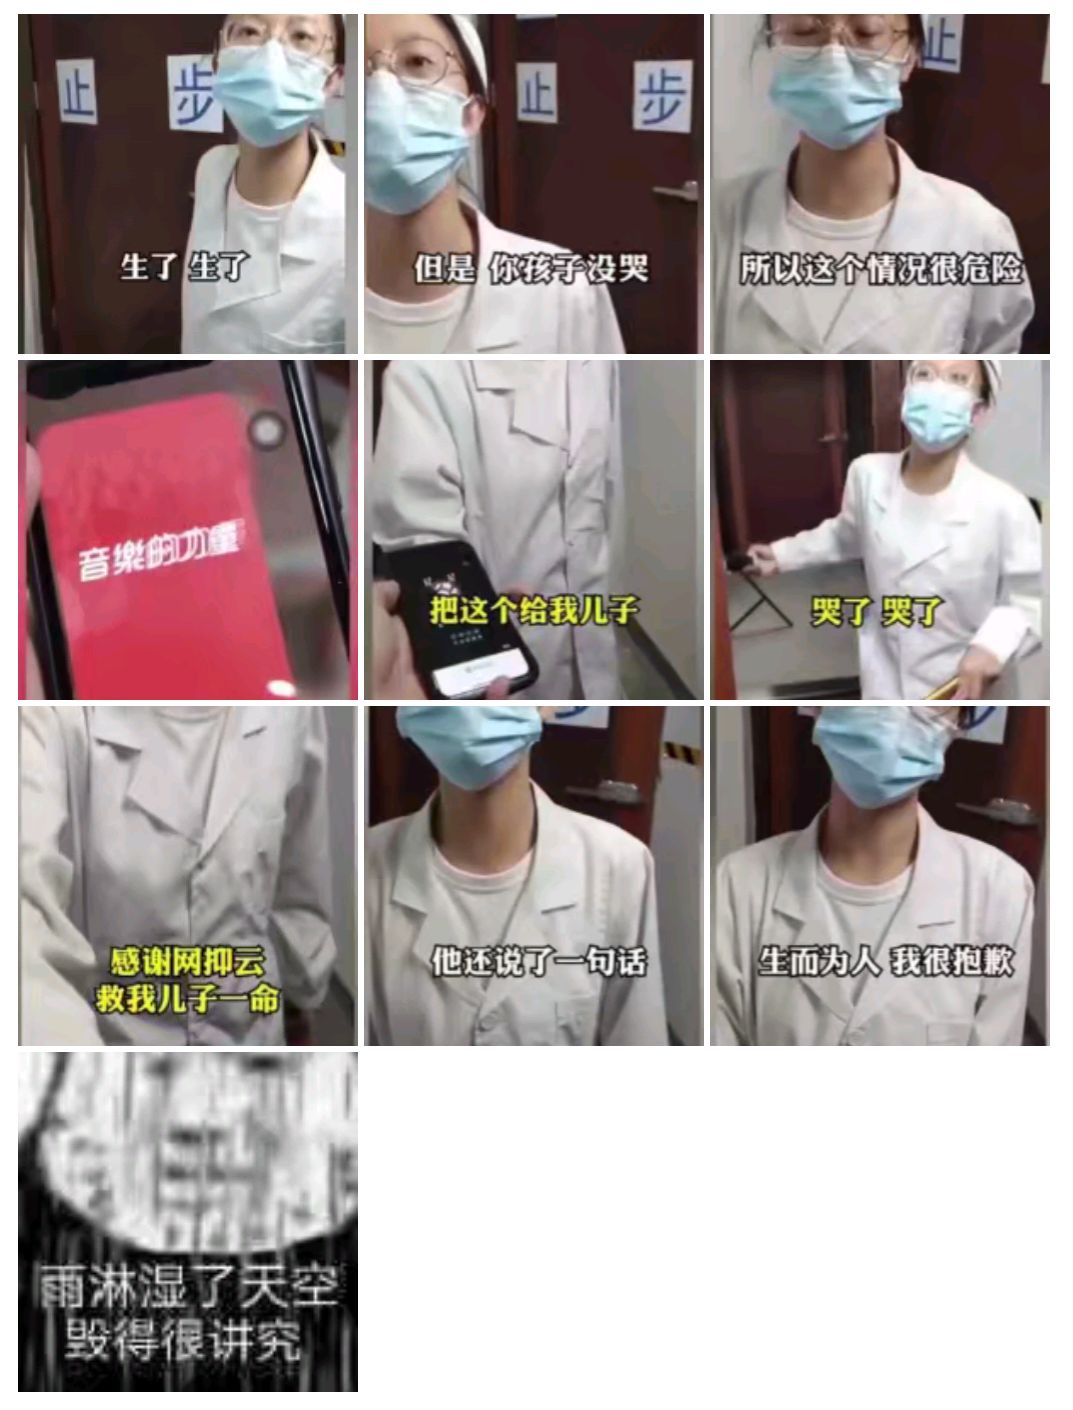 止 步
生了 生了
止 步
但是 你孩子没哭
止
所以这个情况很危险
音樂的力量
把这个给我儿子
哭了 哭了
感谢网抑云
救我儿子一命
他还说了一句话
生而为人 我很抱歉
雨淋湿了天空
毁得很讲究